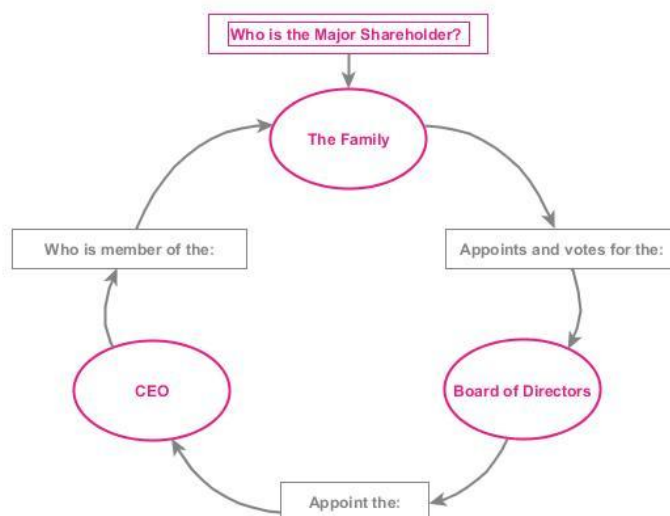 Who is the Major Shareholder?
The Family
Appoints and votes for the:
Board of Directors
Appoint the:
CEO
Who is member of the: